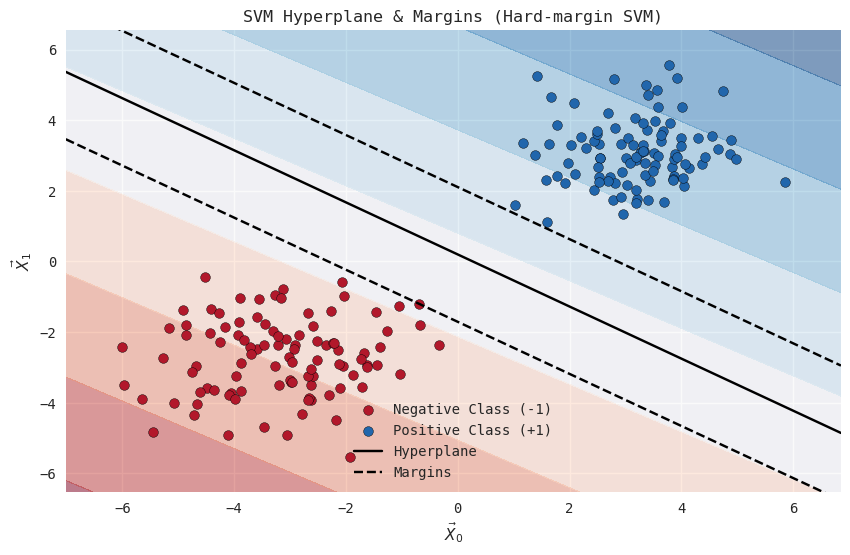 SVM Hyperplane & Margins (Hard-margin SVM)
6
4
2
0
−2
−4
−6
X⃗₁
Negative Class (-1)
Positive Class (+1)
Hyperplane
Margins
−6 −4 −2 0 2 4 6
X⃗₀